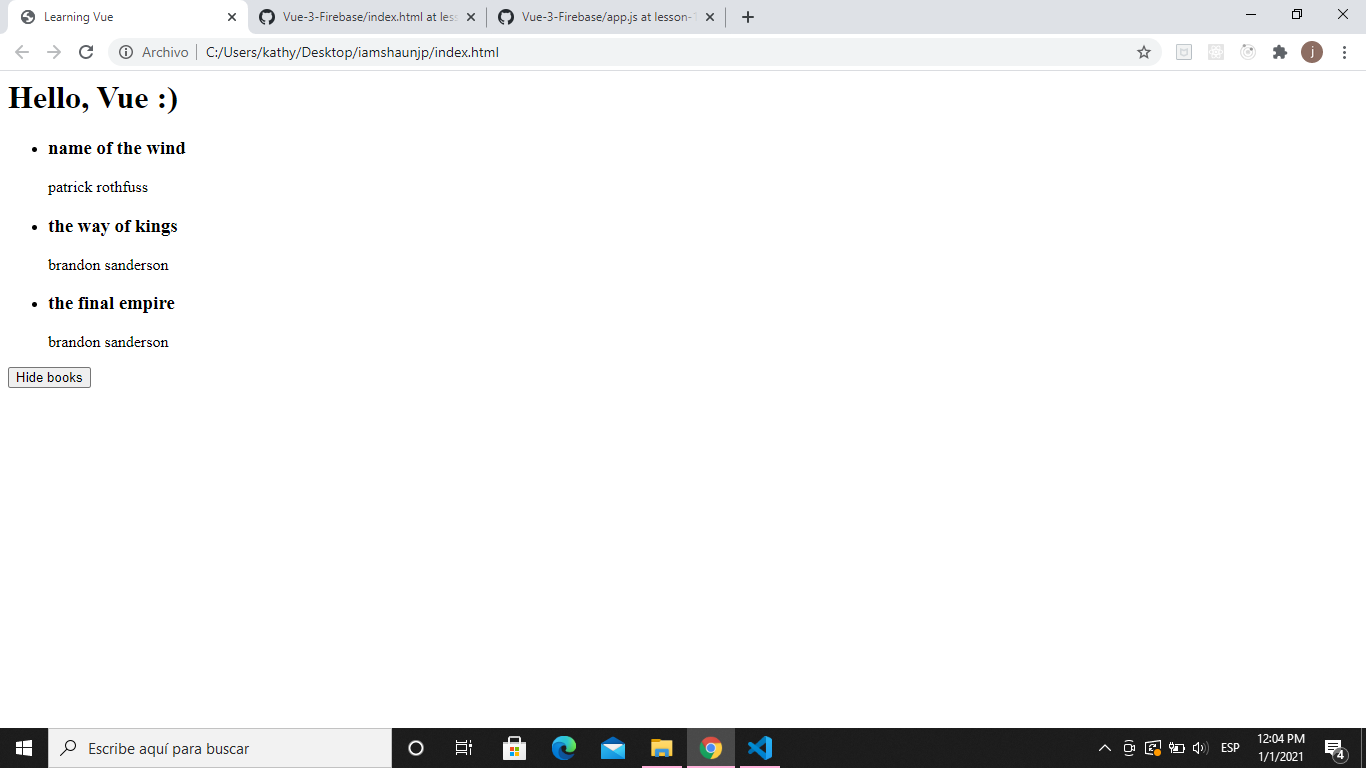 Learning Vue
Vue-3-Firebase/index.html at less
Vue-3-Firebase/app.js at lesson-1
Archivo
C:/Users/kathy/Desktop/iamshaunjp/index.html
j
Hello, Vue :)
name of the wind
patrick rothfuss
the way of kings
brandon sanderson
the final empire
brandon sanderson
Hide books
Escribe aquí para buscar
ESP
12:04 PM
1/1/2021
4